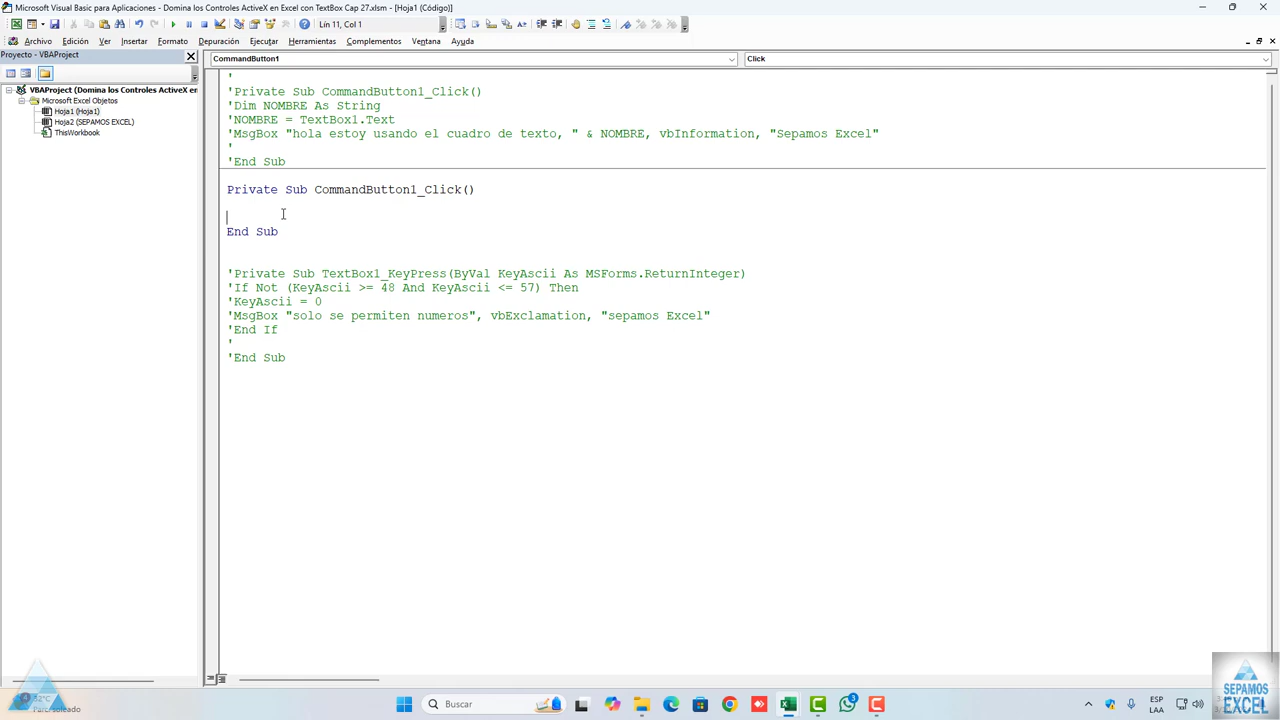 Microsoft Visual Basic para Aplicaciones - Domina los Controles ActiveX en Excel con TextBox Cap 27.xlsm - [Hoja1 (Código)]
Archivo Edición Ver Insertar Formato Depuración Ejecutar Herramientas Complementos Ventana Ayuda
Lín 11, Col 1
Proyecto - VBAProject
VBAProject (Domina los Controles ActiveX en
Microsoft Excel Objetos
Hoja1 (Hoja1)
Hoja2 (SEPAMOS EXCEL)
ThisWorkbook
CommandButton1
Click
'
'Private Sub CommandButton1_Click()
'Dim NOMBRE As String
'NOMBRE = TextBox1.Text
'MsgBox "hola estoy usando el cuadro de texto, " & NOMBRE, vbInformation, "Sepamos Excel"
'
'End Sub
Private Sub CommandButton1_Click()
End Sub
'Private Sub TextBox1_KeyPress(ByVal KeyAscii As MSForms.ReturnInteger)
'If Not (KeyAscii >= 48 And KeyAscii <= 57) Then
'KeyAscii = 0
'MsgBox "solo se permiten numeros", vbExclamation, "sepamos Excel"
'End If
'
'End Sub
Buscar
3
ESP
LAA
SEPAMOS
EXCEL